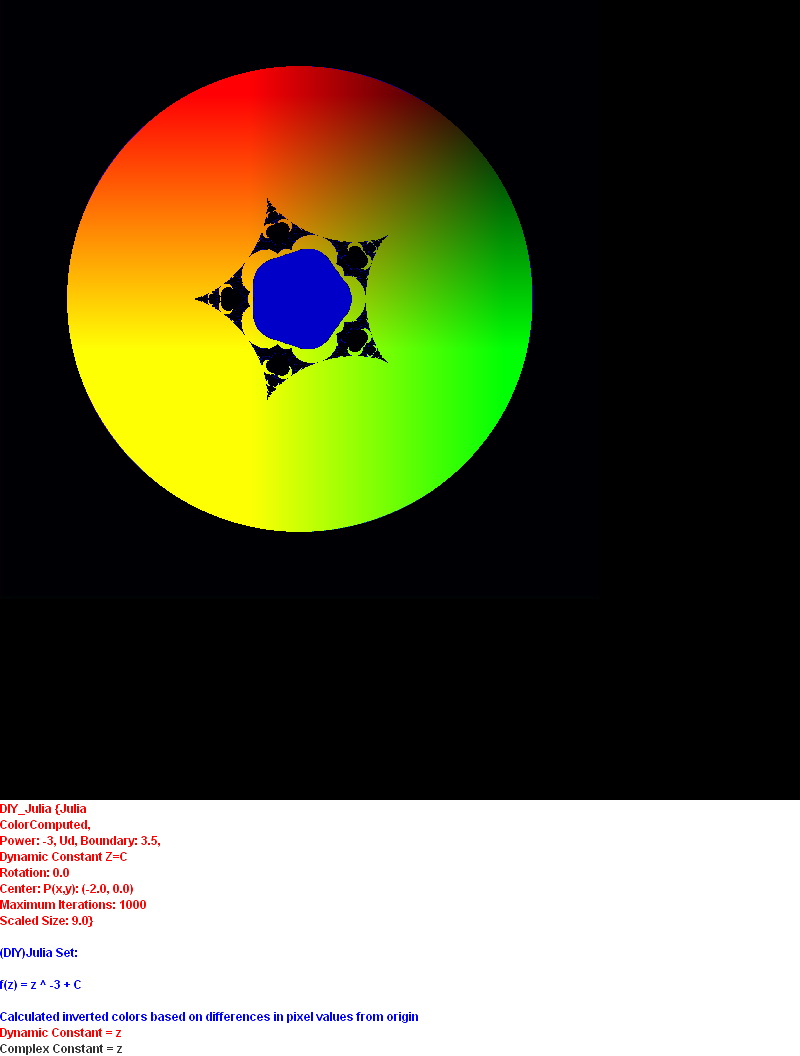 DIY_Julia {Julia
ColorComputed,
Power: -3, Ud, Boundary: 3.5,
Dynamic Constant Z=C
Rotation: 0.0
Center: P(x,y): (-2.0, 0.0)
Maximum Iterations: 1000
Scaled Size: 9.0}
(DIY)Julia Set:
f(z) = z ^ -3 + C
Calculated inverted colors based on differences in pixel values from origin
Dynamic Constant = z
Complex Constant = z